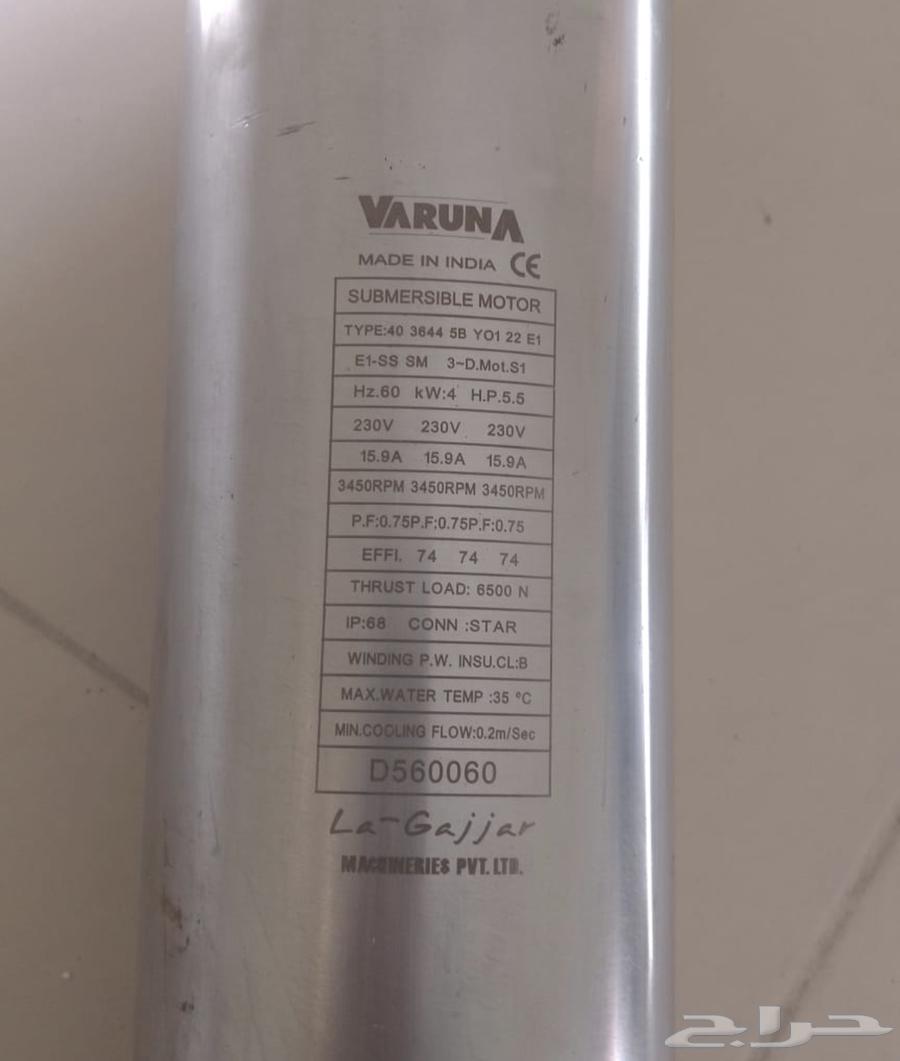 VARUNA
MADE IN INDIA CE
SUBMERSIBLE MOTOR
TYPE:40 3644 5B YO1 22 E1
E1-SS SM 3~D.Mot.S1
Hz.60 kW:4 H.P.5.5
230V 230V 230V
15.9A 15.9A 15.9A
3450RPM 3450RPM 3450RPM
P.F:0.75P.F:0.75P.F:0.75
EFFI. 74 74 74
THRUST LOAD: 6500 N
IP:68 CONN :STAR
WINDING P.W. INSU.CL:B
MAX.WATER TEMP :35 ºC
MIN.COOLING FLOW:0.2m/Sec
D560060
La-Gajjar
MACHINERIES PVT. LTD.
حراج